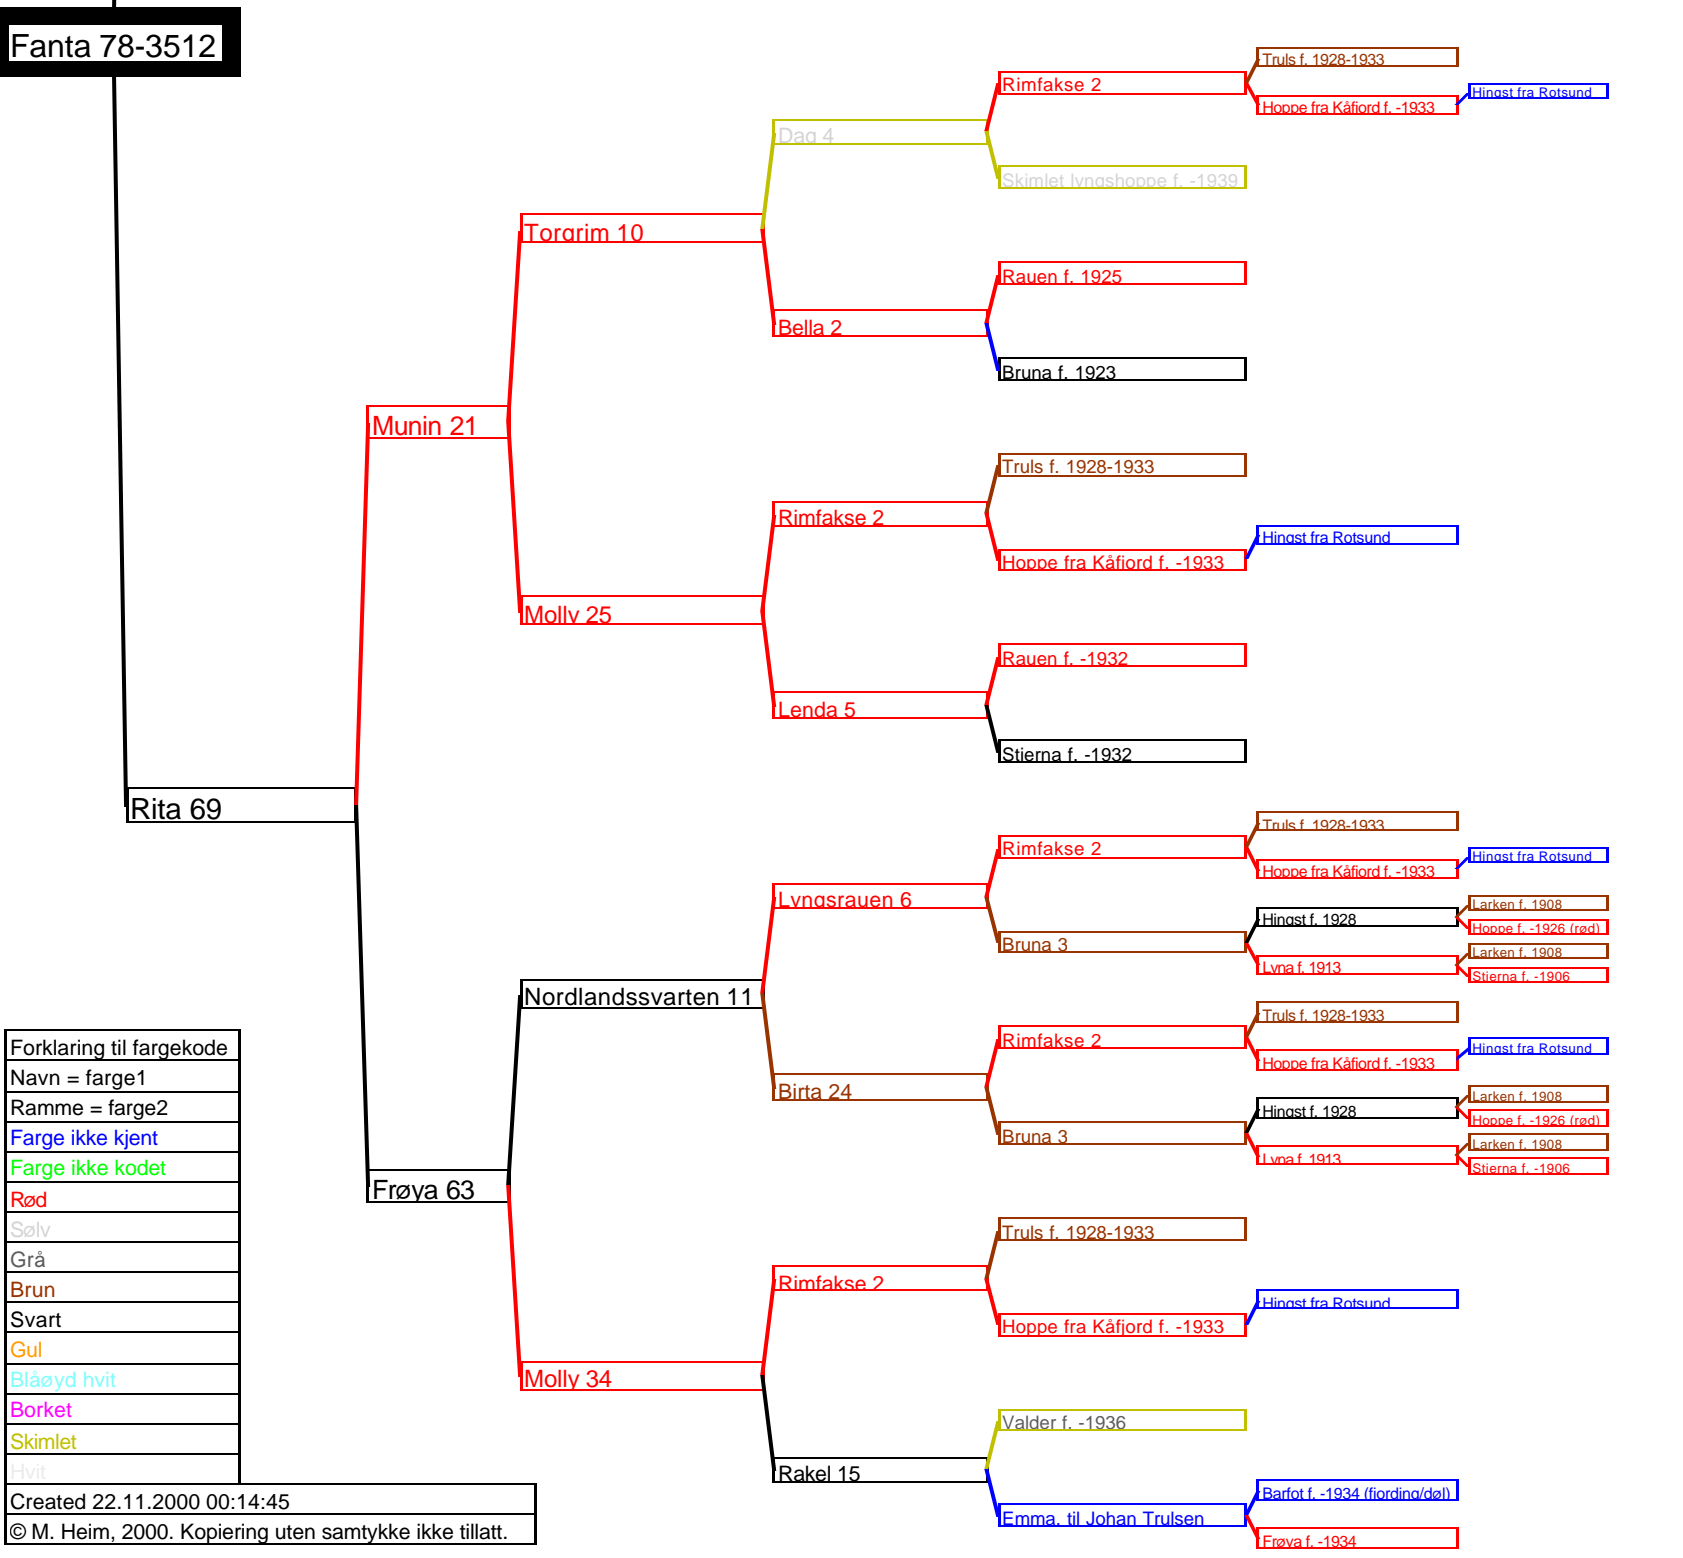 Fanta 78-3512
Truls f. 1928-1933
Rimfakse 2
Hingst fra Rotsund
Hoppe fra Kåfjord f. -1933
Dag 4
Skimlet lyngshoppe f. -1939
Torgrim 10
Rauen f. 1925
Bella 2
Bruna f. 1923
Munin 21
Truls f. 1928-1933
Rimfakse 2
Hingst fra Rotsund
Hoppe fra Kåfjord f. -1933
Molly 25
Rauen f. -1932
Lenda 5
Stjerna f. -1932
Rita 69
Truls f. 1928-1933
Rimfakse 2
Hingst fra Rotsund
Hoppe fra Kåfjord f. -1933
Lyngsrauen 6
Larken f. 1908
Hingst f. 1928
Hoppe f. -1926 (rød)
Bruna 3
Larken f. 1908
Lyna f. 1913
Stjerna f. -1906
Nordlandssvarten 11
Truls f. 1928-1933
Rimfakse 2
Hingst fra Rotsund
Hoppe fra Kåfjord f. -1933
Birta 24
Larken f. 1908
Hingst f. 1928
Hoppe f. -1926 (rød)
Bruna 3
Larken f. 1908
Lyna f. 1913
Stjerna f. -1906
Frøya 63
Truls f. 1928-1933
Rimfakse 2
Hingst fra Rotsund
Hoppe fra Kåfjord f. -1933
Molly 34
Valder f. -1936
Rakel 15
Barfot f. -1934 (fjording/døl)
Emma, til Johan Trulsen
Frøya f. -1934
Forklaring til fargekode
Navn = farge1
Ramme = farge2
Farge ikke kjent
Farge ikke kodet
Rød
Sølv
Grå
Brun
Svart
Gul
Blåøyd hvit
Borket
Skimlet
Hvit
Created 22.11.2000 00:14:45
© M. Heim, 2000. Kopiering uten samtykke ikke tillatt.